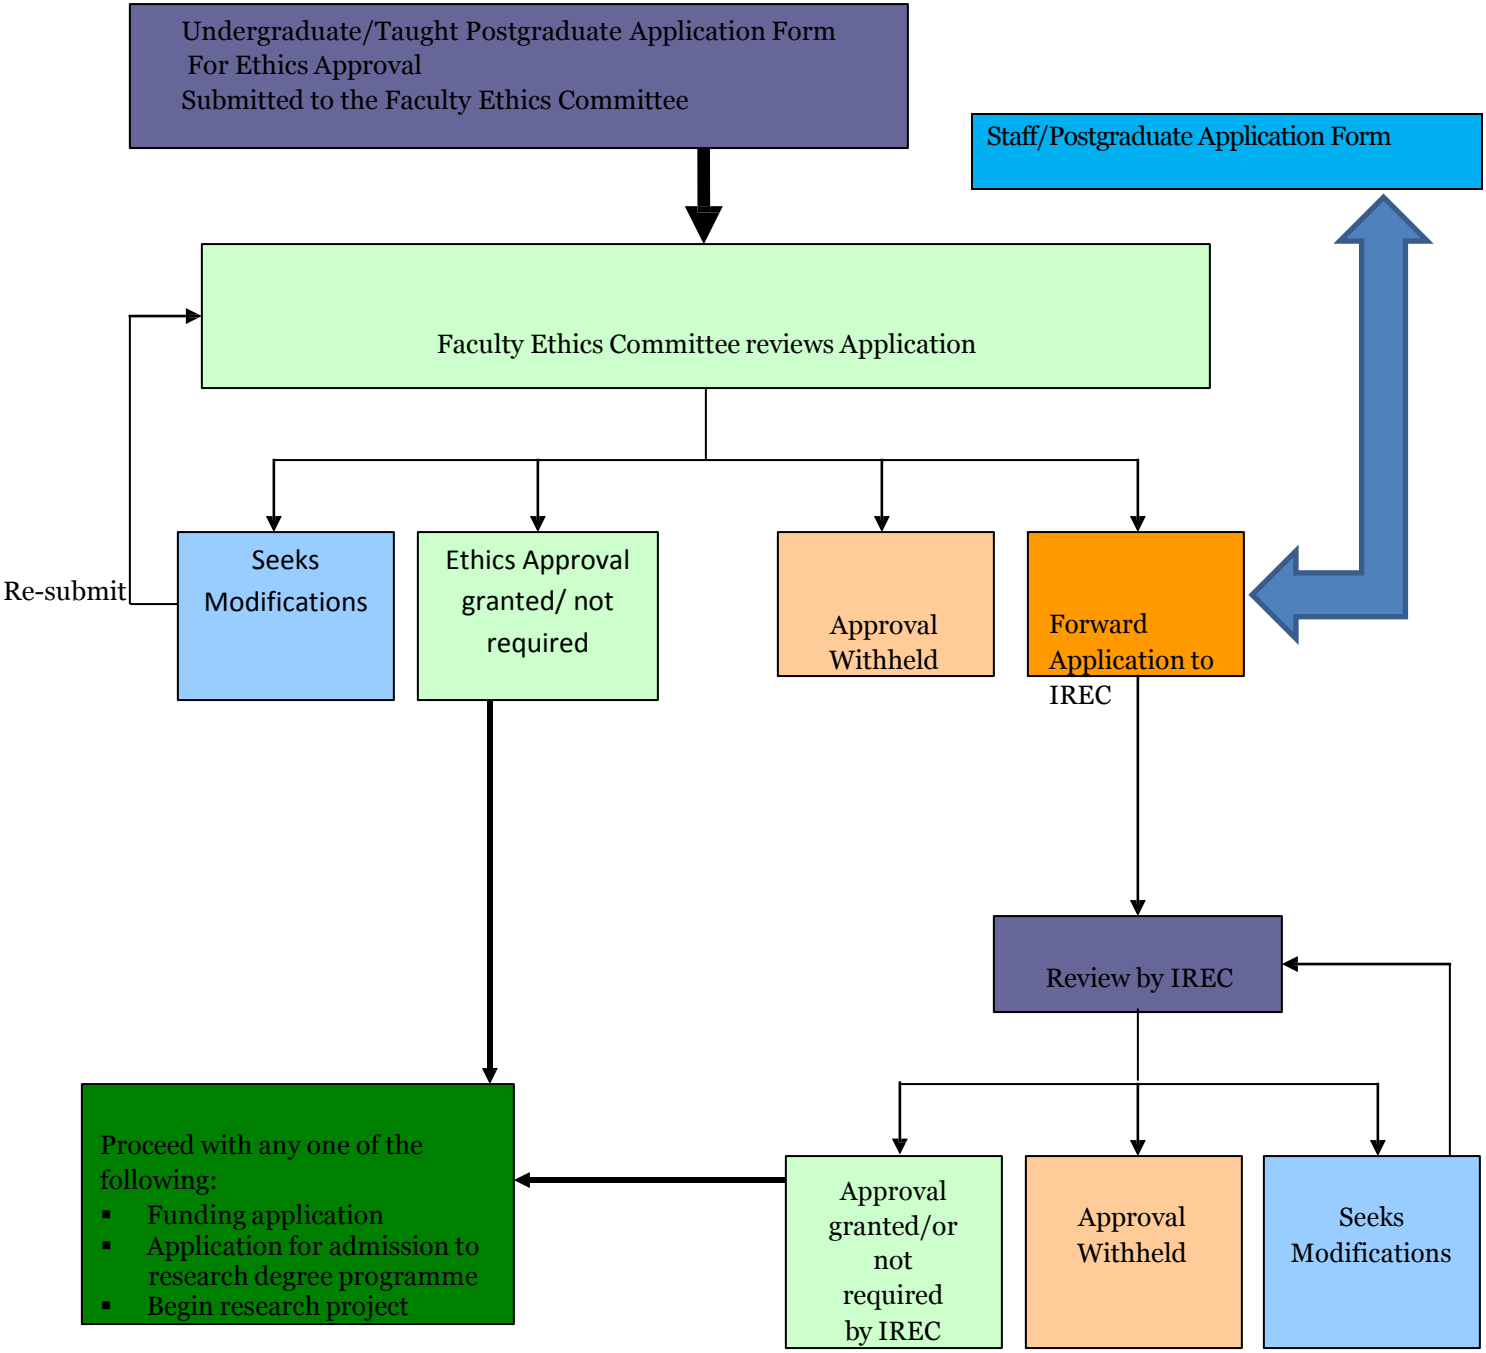 Undergraduate/Taught Postgraduate Application Form
For Ethics Approval
Submitted to the Faculty Ethics Committee
Staff/Postgraduate Application Form
Faculty Ethics Committee reviews Application
Re-submit
Seeks
Modifications
Ethics Approval
granted/ not
required
Approval
Withheld
Forward
Application to
IREC
Review by IREC
Proceed with any one of the
following:
▪ Funding application
▪ Application for admission to
research degree programme
▪ Begin research project
Approval
granted/or
not
required
by IREC
Approval
Withheld
Seeks
Modifications